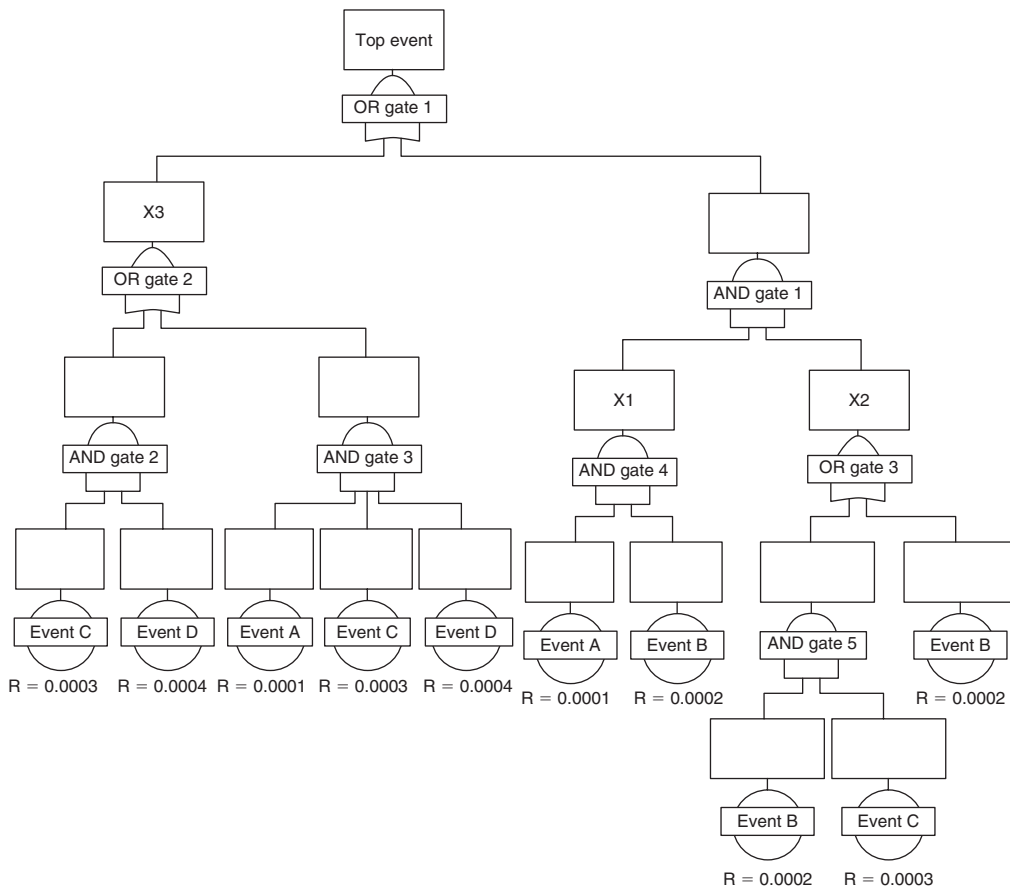 Top event
OR gate 1
X3
OR gate 2
AND gate 1
X1
X2
AND gate 2
AND gate 3
AND gate 4
OR gate 3
Event C
Event D
Event A
Event C
Event D
Event A
Event B
AND gate 5
Event B
R = 0.0003
R = 0.0004
R = 0.0001
R = 0.0003
R = 0.0004
R = 0.0001
R = 0.0002
R = 0.0002
Event B
Event C
R = 0.0002
R = 0.0003